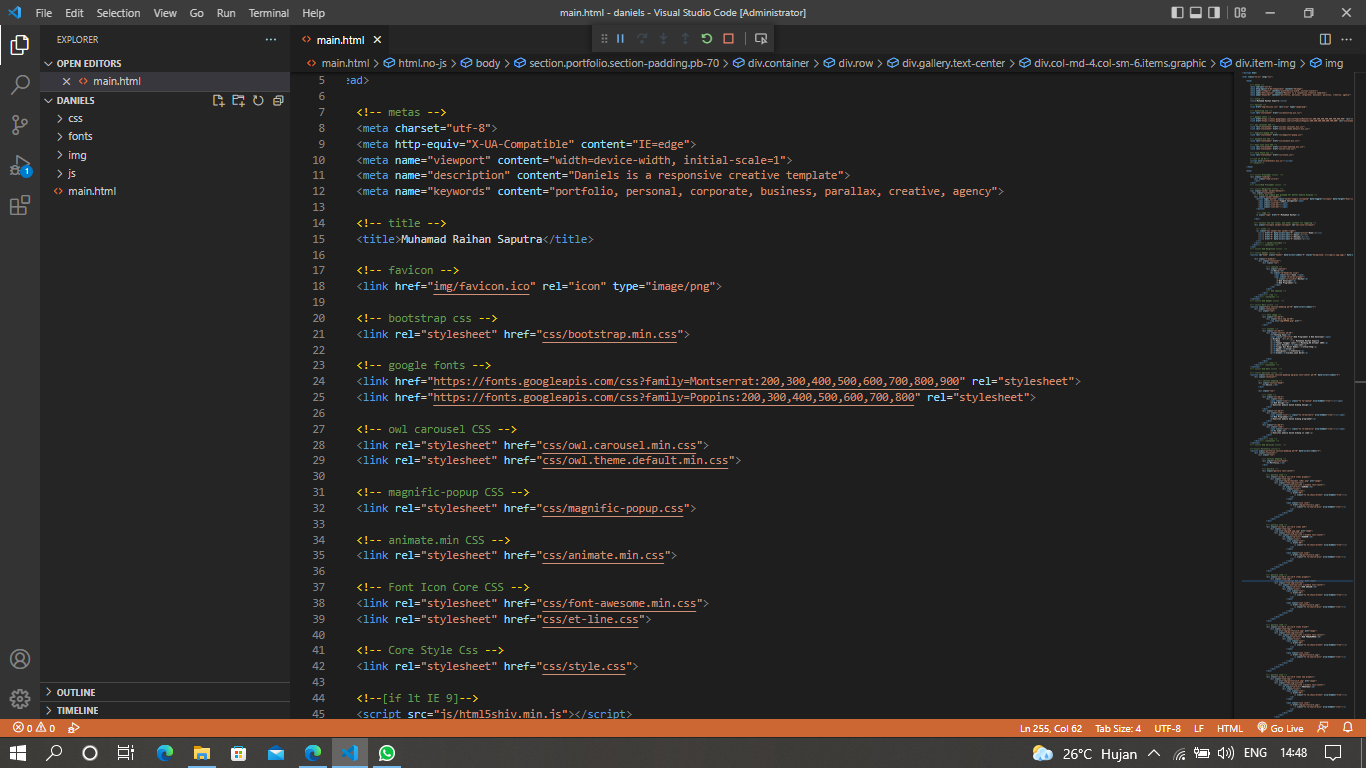 File Edit Selection View Go Run Terminal Help
main.html - daniels - Visual Studio Code [Administrator]
EXPLORER
main.html
OPEN EDITORS
main.html
main.html > html.no-js > body > section.portfolio.section-padding.pb-70 > div.container > div.row > div.gallery.text-center > div.col-md-4.col-sm-6.items.graphic > div.item-img > img
DANIELS
css
fonts
img
js
main.html
1
5 ead>
6
7 <!-- metas -->
8 <meta charset="utf-8">
9 <meta http-equiv="X-UA-Compatible" content="IE=edge">
10 <meta name="viewport" content="width=device-width, initial-scale=1">
11 <meta name="description" content="Daniels is a responsive creative template">
12 <meta name="keywords" content="portfolio, personal, corporate, business, parallax, creative, agency">
13
14 <!-- title -->
15 <title>Muhamad Raihan Saputra</title>
16
17 <!-- favicon -->
18 <link href="img/favicon.ico" rel="icon" type="image/png">
19
20 <!-- bootstrap css -->
21 <link rel="stylesheet" href="css/bootstrap.min.css">
22
23 <!-- google fonts -->
24 <link href="https://fonts.googleapis.com/css?family=Montserrat:200,300,400,500,600,700,800,900" rel="stylesheet">
25 <link href="https://fonts.googleapis.com/css?family=Poppins:200,300,400,500,600,700,800" rel="stylesheet">
26
27 <!-- owl carousel CSS -->
28 <link rel="stylesheet" href="css/owl.carousel.min.css">
29 <link rel="stylesheet" href="css/owl.theme.default.min.css">
30
31 <!-- magnific-popup CSS -->
32 <link rel="stylesheet" href="css/magnific-popup.css">
33
34 <!-- animate.min CSS -->
35 <link rel="stylesheet" href="css/animate.min.css">
36
37 <!-- Font Icon Core CSS -->
38 <link rel="stylesheet" href="css/font-awesome.min.css">
39 <link rel="stylesheet" href="css/et-line.css">
40
41 <!-- Core Style Css -->
42 <link rel="stylesheet" href="css/style.css">
43
44 <!--[if lt IE 9]-->
45 <script src="js/html5shiv.min.js"></script>
OUTLINE
TIMELINE
0 0
Ln 255, Col 62 Tab Size: 4 UTF-8 LF HTML Go Live
26°C Hujan ENG 14:48